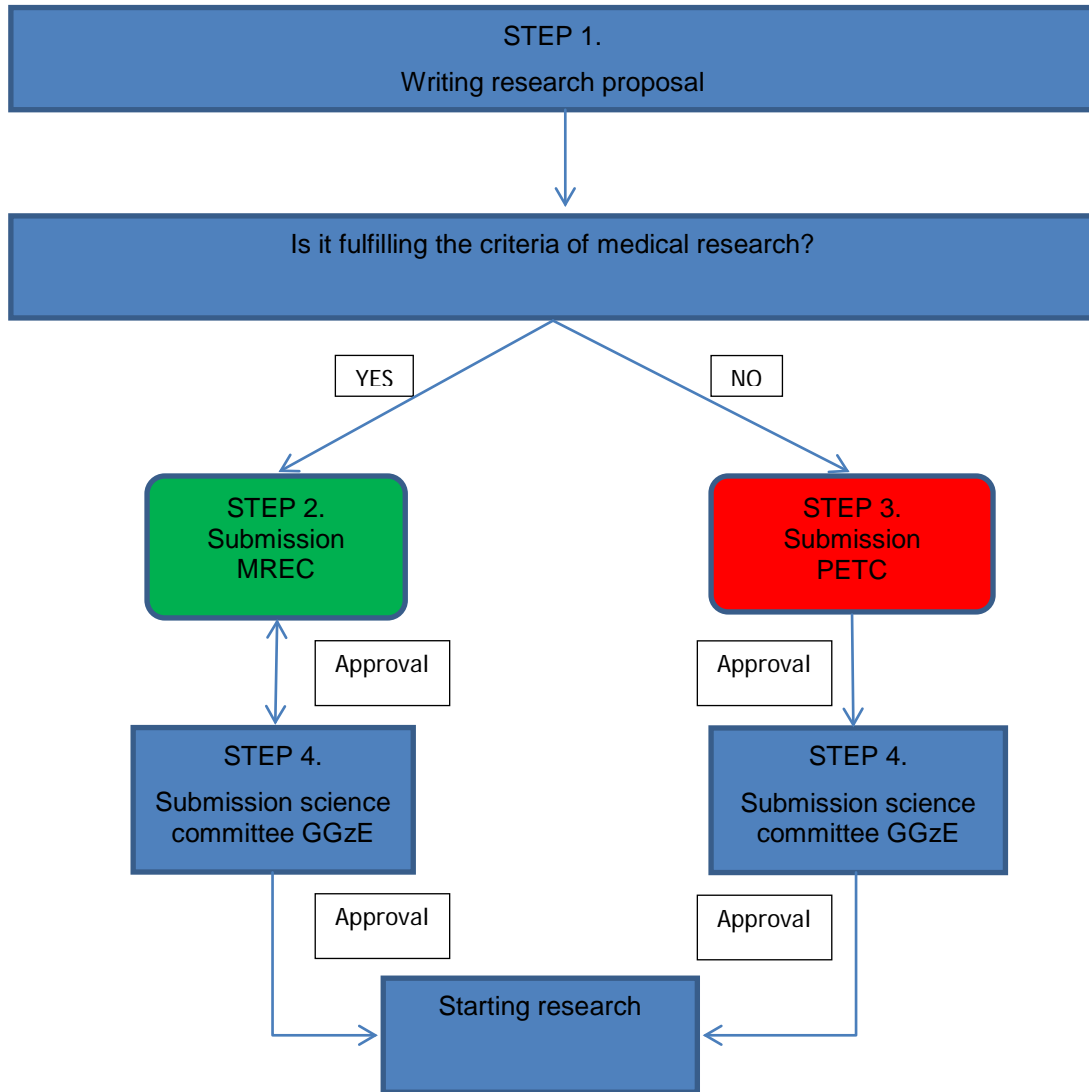 STEP 1.
Writing research proposal
Is it fulfilling the criteria of medical research?
YES
NO
STEP 2.
Submission
MREC
STEP 3.
Submission
PETC
Approval
Approval
STEP 4.
Submission science
committee GGzE
STEP 4.
Submission science
committee GGzE
Approval
Approval
Starting research